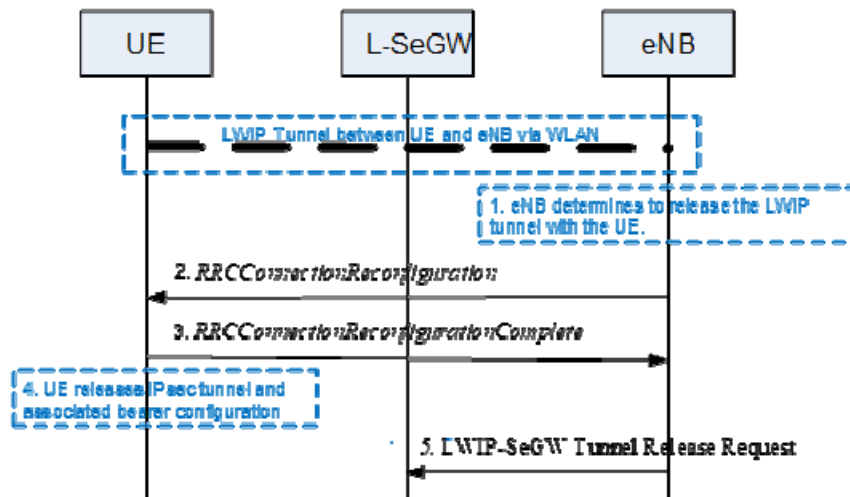 UE
L-SeGW
eNB
LWIP Tunnel between UE and eNB via WLAN
1. eNB determines to release the LWIP
tunnel with the UE.
2. RRCConnectionReconfiguration
3. RRCConnectionReconfigurationComplete
4. UE releases IPsec tunnel and
associated bearer configuration
5. LWIP-SeGW Tunnel Release Request